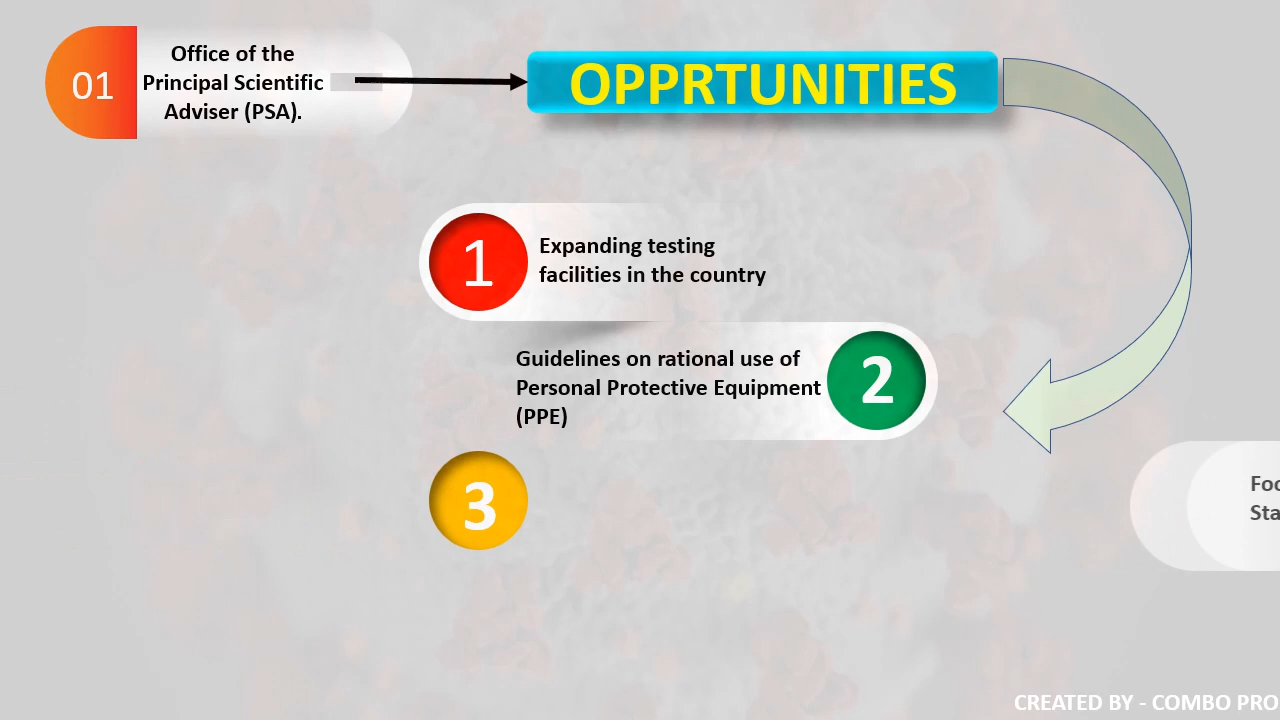 01
Office of the
Principal Scientific
Adviser (PSA).
OPPRTUNITIES
1
Expanding testing
facilities in the country
Guidelines on rational use of
Personal Protective Equipment
(PPE)
2
3
CREATED BY - COMBO PRO